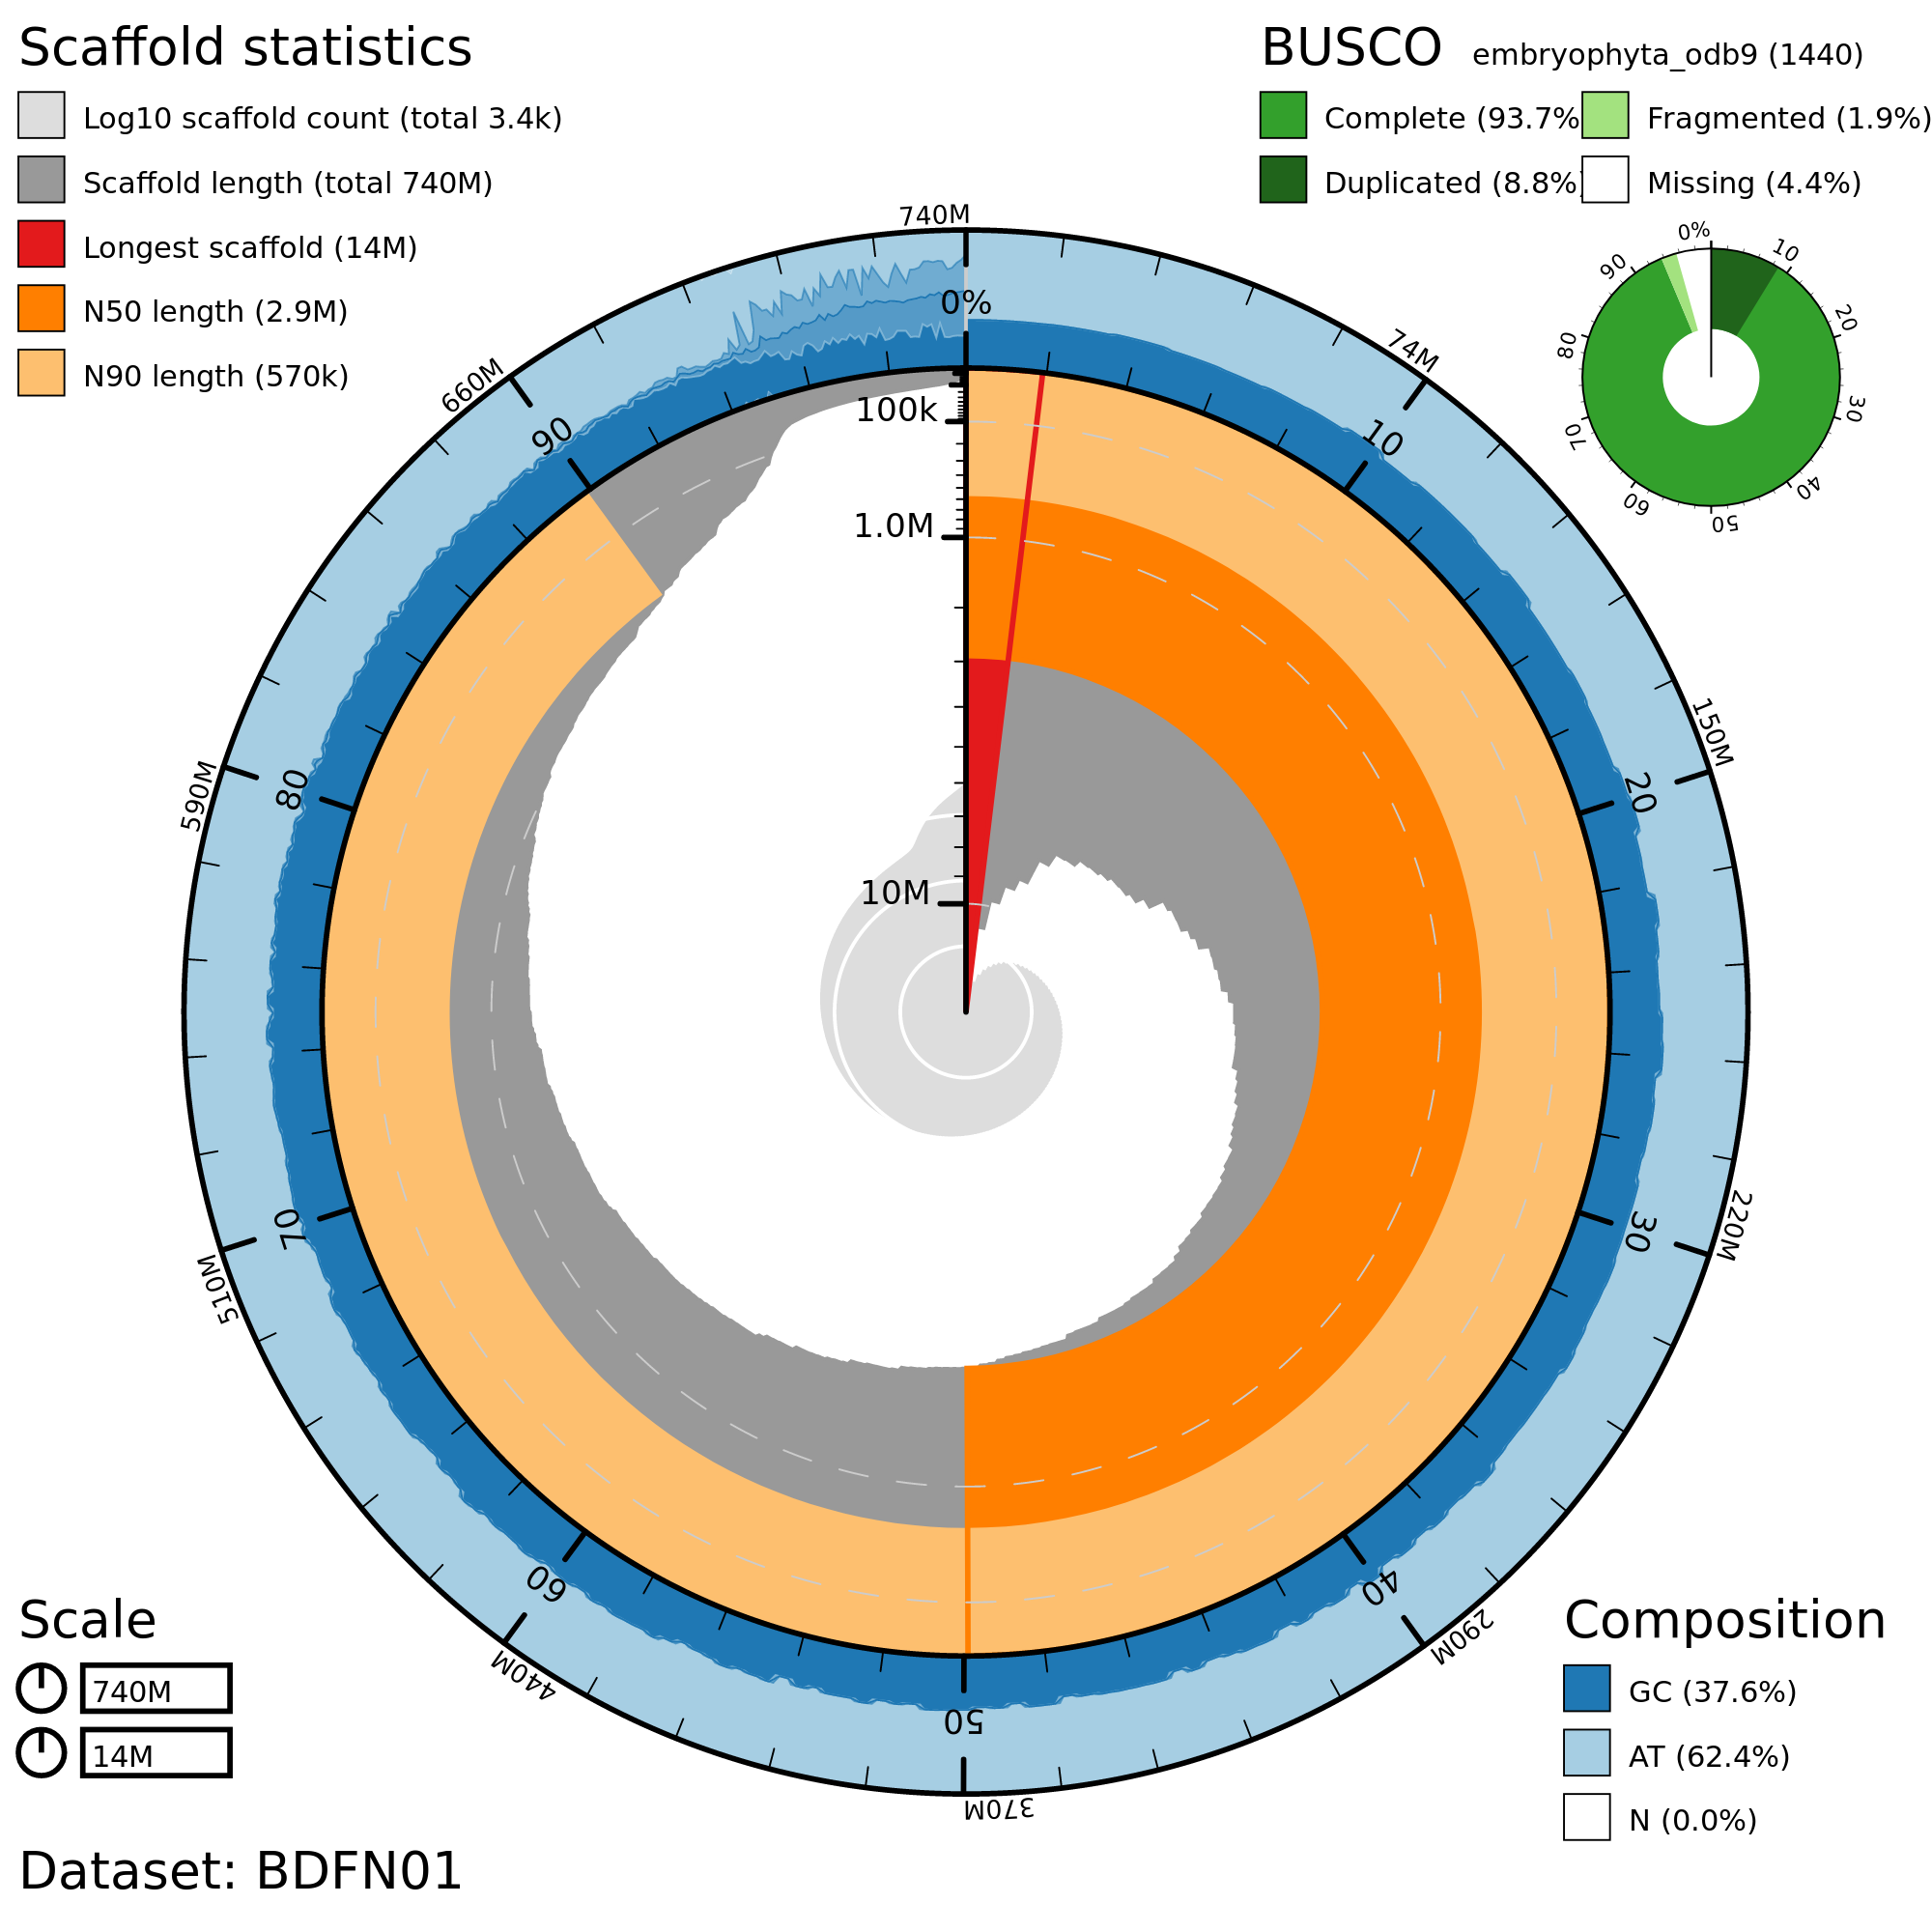 Scaffold statistics
Log10 scaffold count (total 3.4k)
Scaffold length (total 740M)
Longest scaffold (14M)
N50 length (2.9M)
N90 length (570k)
BUSCO embryophyta_odb9 (1440)
Complete (93.7% Fragmented (1.9%)
Duplicated (8.8%) Missing (4.4%)
0%
10
20
30
40
50
60
70
80
90
740M
74M
150M
220M
290M
370M
440M
510M
590M
660M
0%
10
20
30
40
50
60
70
80
90
100k
1.0M
10M
Scale
740M
14M
Composition
GC (37.6%)
AT (62.4%)
N (0.0%)
Dataset: BDFN01